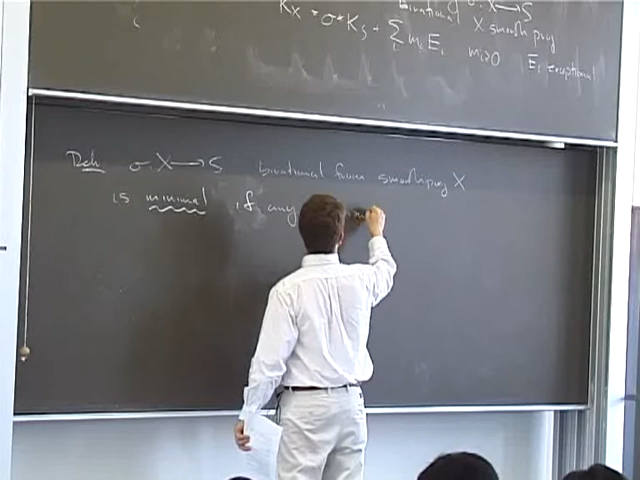 birational σ: X → S
K_X = σ*K_S + Σ m_i E_i X smooth proj
m_i ≥ 0 E_i exceptional
Defn σ: X → S birational from smooth proj X
is minimal if any